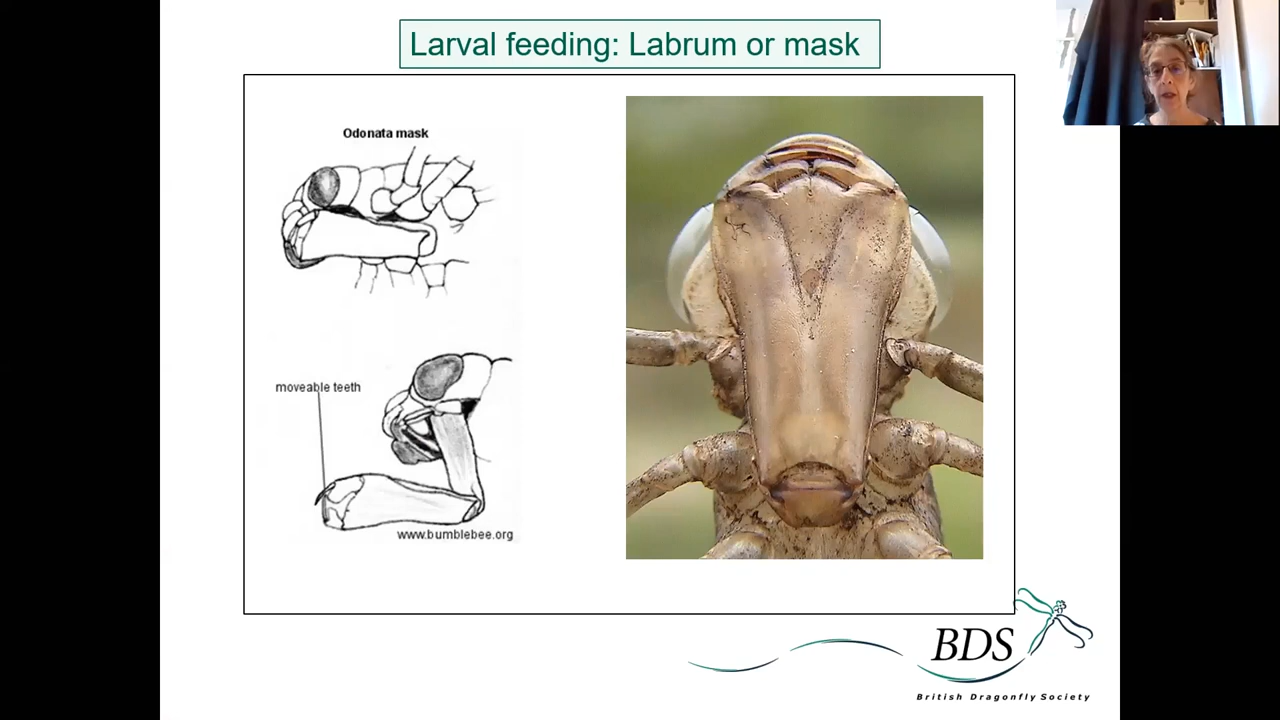 Larval feeding: Labrum or mask
Odonata mask
moveable teeth
www.bumblebee.org
BDS
British Dragonfly Society